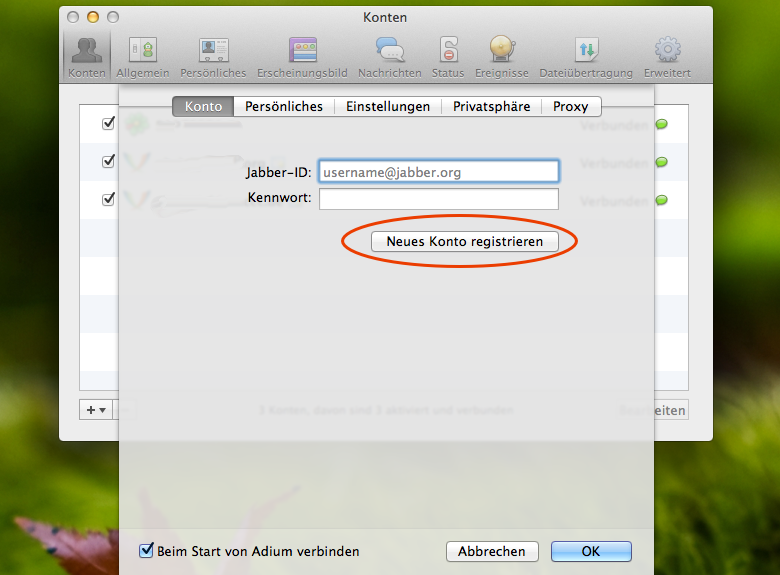 Konten
Konten Allgemein Persönliches Erscheinungsbild Nachrichten Status Ereignisse Dateiübertragung Erweitert
Konto Persönliches Einstellungen Privatsphäre Proxy
Verbunden
Verbunden
Jabber-ID: username@jabber.org
Kennwort:
Verbunden
Neues Konto registrieren
3 Konten, davon sind 3 aktiviert und verbunden
Bearbeiten
Beim Start von Adium verbinden
Abbrechen OK